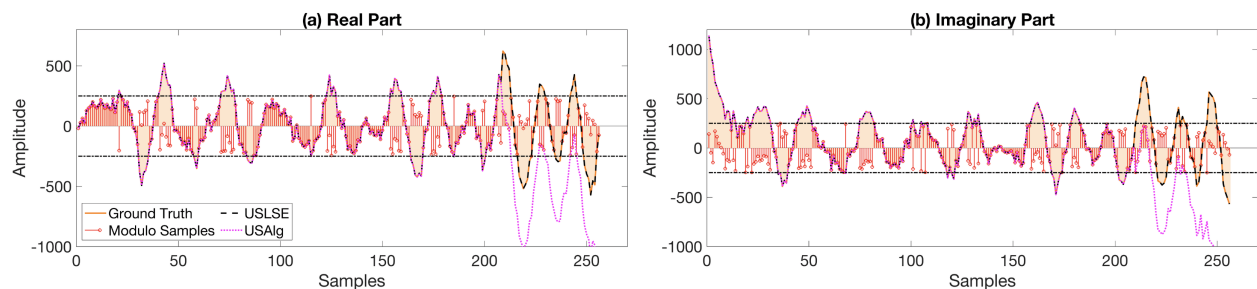 (a) Real Part
Amplitude
500
0
-500
-1000
Ground Truth
Modulo Samples
USLSE
USAlg
0 50 100 150 200 250
Samples
(b) Imaginary Part
Amplitude
1000
500
0
-500
-1000
0 50 100 150 200 250
Samples